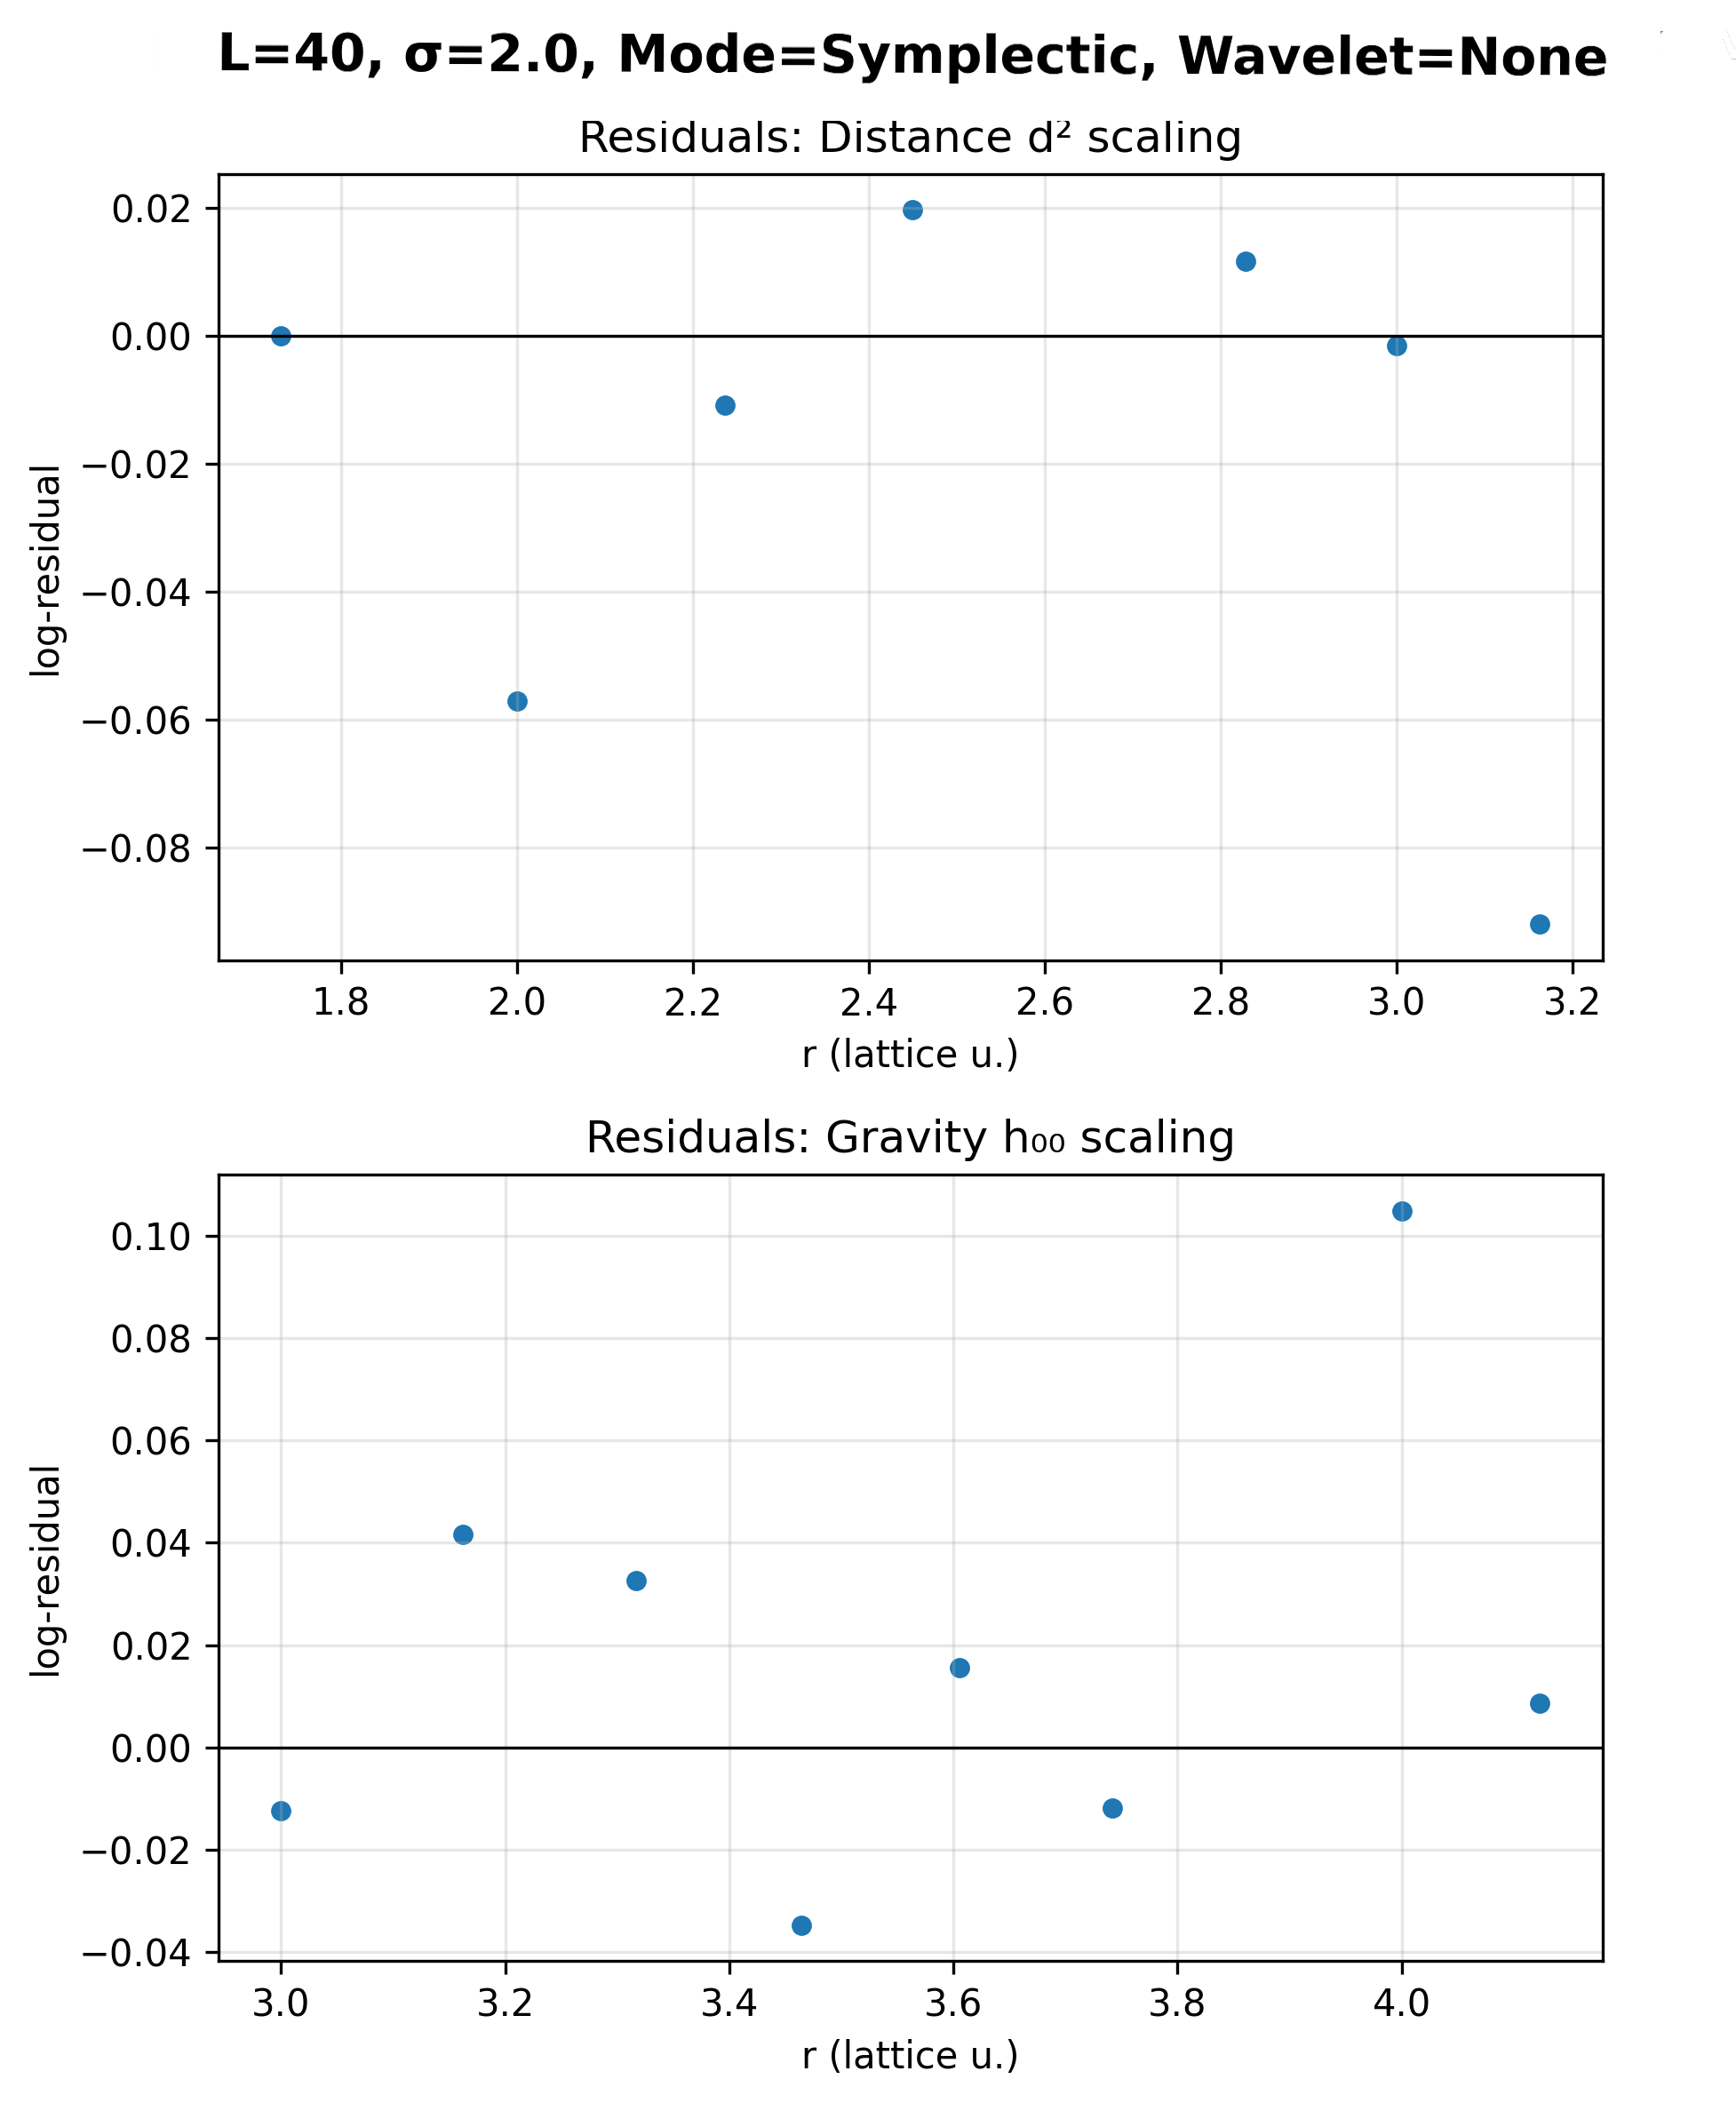 L=40, σ=2.0, Mode=Symplectic, Wavelet=None
Residuals: Distance d² scaling
0.02
0.00
−0.02
−0.04
−0.06
−0.08
log-residual
1.8 2.0 2.2 2.4 2.6 2.8 3.0 3.2
r (lattice u.)
Residuals: Gravity h₀₀ scaling
0.10
0.08
0.06
0.04
0.02
0.00
−0.02
−0.04
log-residual
3.0 3.2 3.4 3.6 3.8 4.0
r (lattice u.)